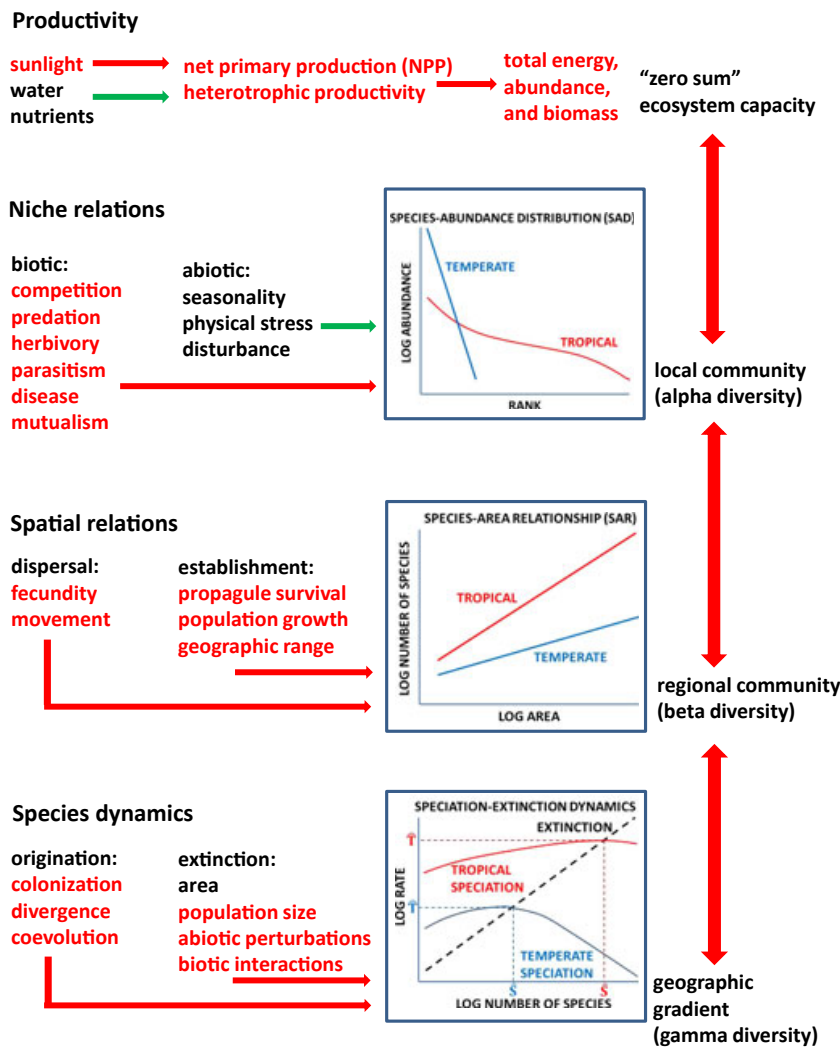 Productivity
sunlight
water
nutrients
net primary production (NPP)
heterotrophic productivity
total energy,
abundance,
and biomass
“zero sum”
ecosystem capacity
Niche relations
biotic:
competition
predation
herbivory
parasitism
disease
mutualism
abiotic:
seasonality
physical stress
disturbance
SPECIES-ABUNDANCE DISTRIBUTION (SAD)
LOG ABUNDANCE
TEMPERATE
TROPICAL
RANK
local community
(alpha diversity)
Spatial relations
dispersal:
fecundity
movement
establishment:
propagule survival
population growth
geographic range
SPECIES-AREA RELATIONSHIP (SAR)
LOG NUMBER OF SPECIES
TROPICAL
TEMPERATE
LOG AREA
regional community
(beta diversity)
Species dynamics
origination:
colonization
divergence
coevolution
extinction:
area
population size
abiotic perturbations
biotic interactions
SPECIATION-EXTINCTION DYNAMICS
EXTINCTION
LOG RATE
T̂
TROPICAL
SPECIATION
T̂
TEMPERATE
SPECIATION
Ŝ
Ŝ
LOG NUMBER OF SPECIES
geographic
gradient
(gamma diversity)